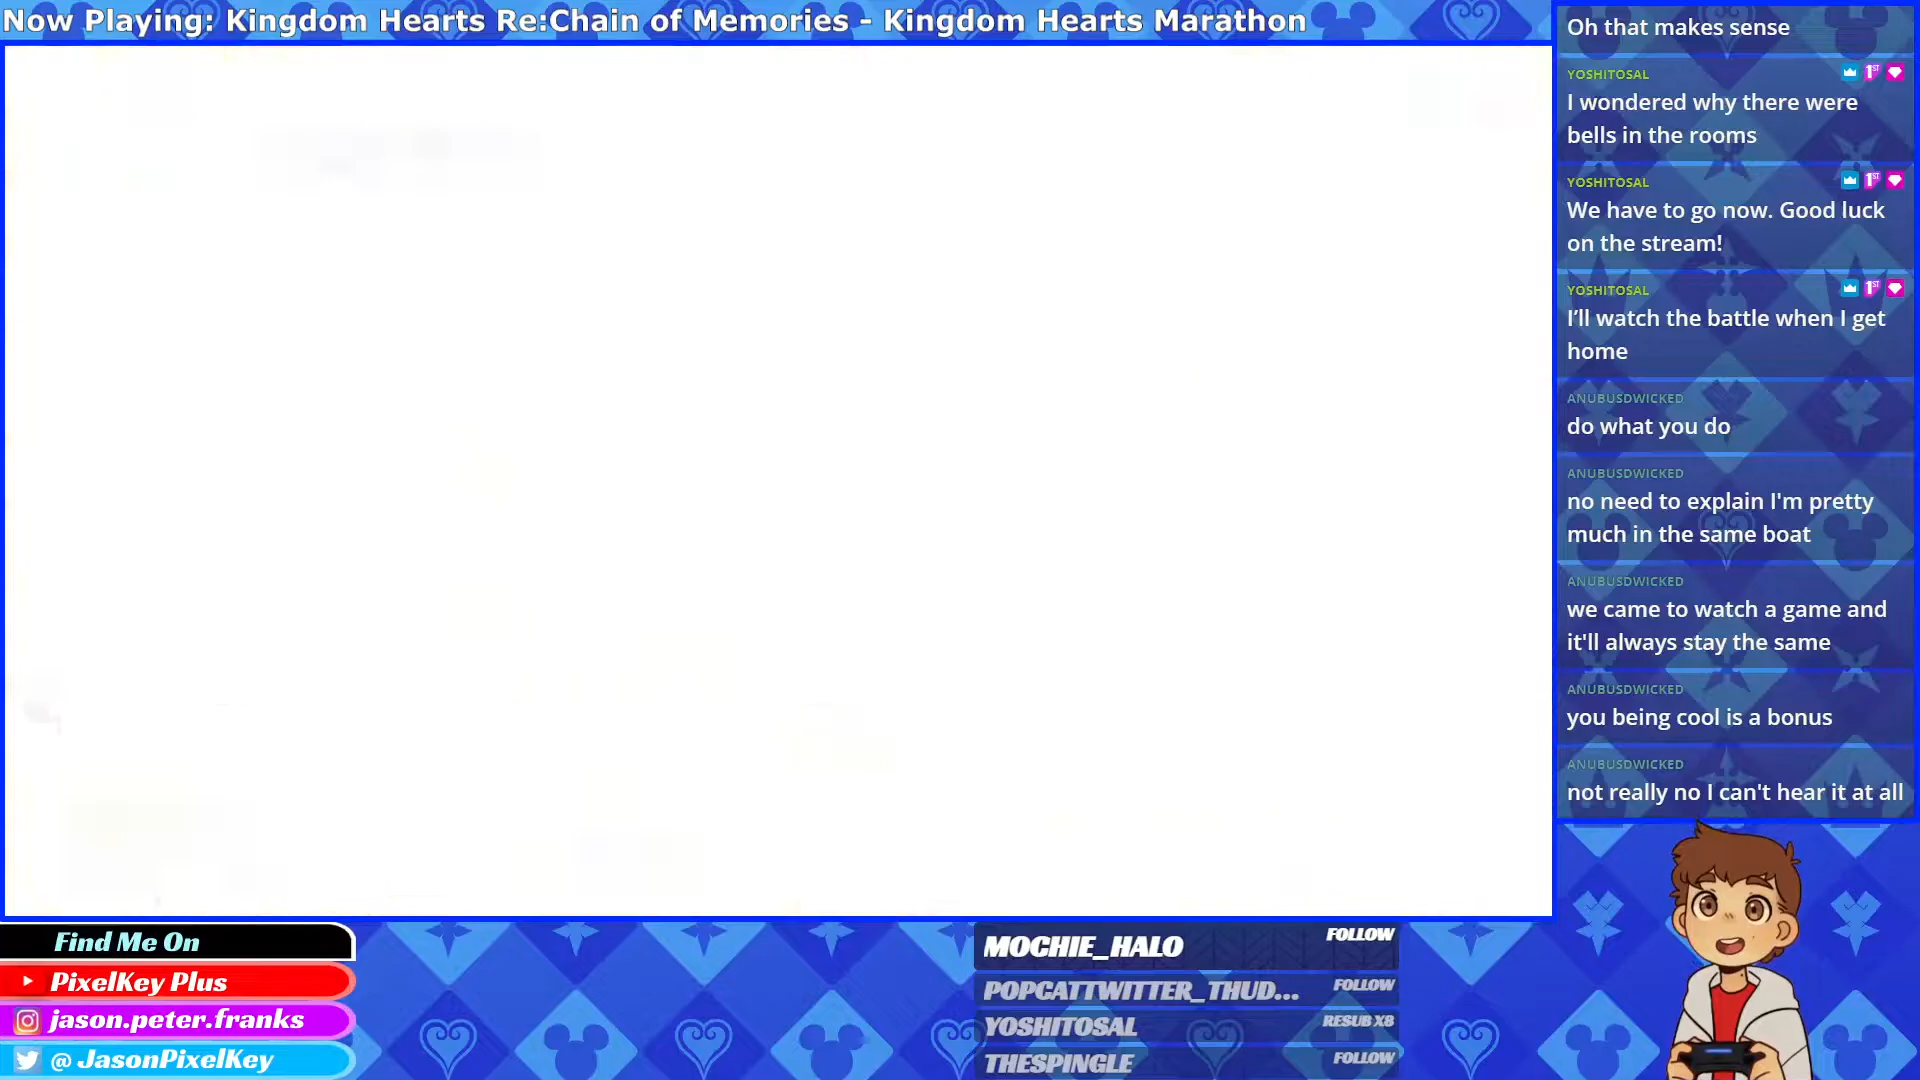 Now Playing: Kingdom Hearts Re:Chain of Memories - Kingdom Hearts Marathon
Oh that makes sense
YOSHITOSAL
I wondered why there were
bells in the rooms
YOSHITOSAL
We have to go now. Good luck
on the stream!
YOSHITOSAL
I’ll watch the battle when I get
home
ANUBUSDWICKED
do what you do
ANUBUSDWICKED
no need to explain I'm pretty
much in the same boat
ANUBUSDWICKED
we came to watch a game and
it'll always stay the same
ANUBUSDWICKED
you being cool is a bonus
ANUBUSDWICKED
not really no I can't hear it at all
Find Me On
PixelKey Plus
jason.peter.franks
@JasonPixelKey
MOCHIE_HALO FOLLOW
POPCATTWITTER_THUD... FOLLOW
YOSHITOSAL RESUB X8
THESPINGLE FOLLOW